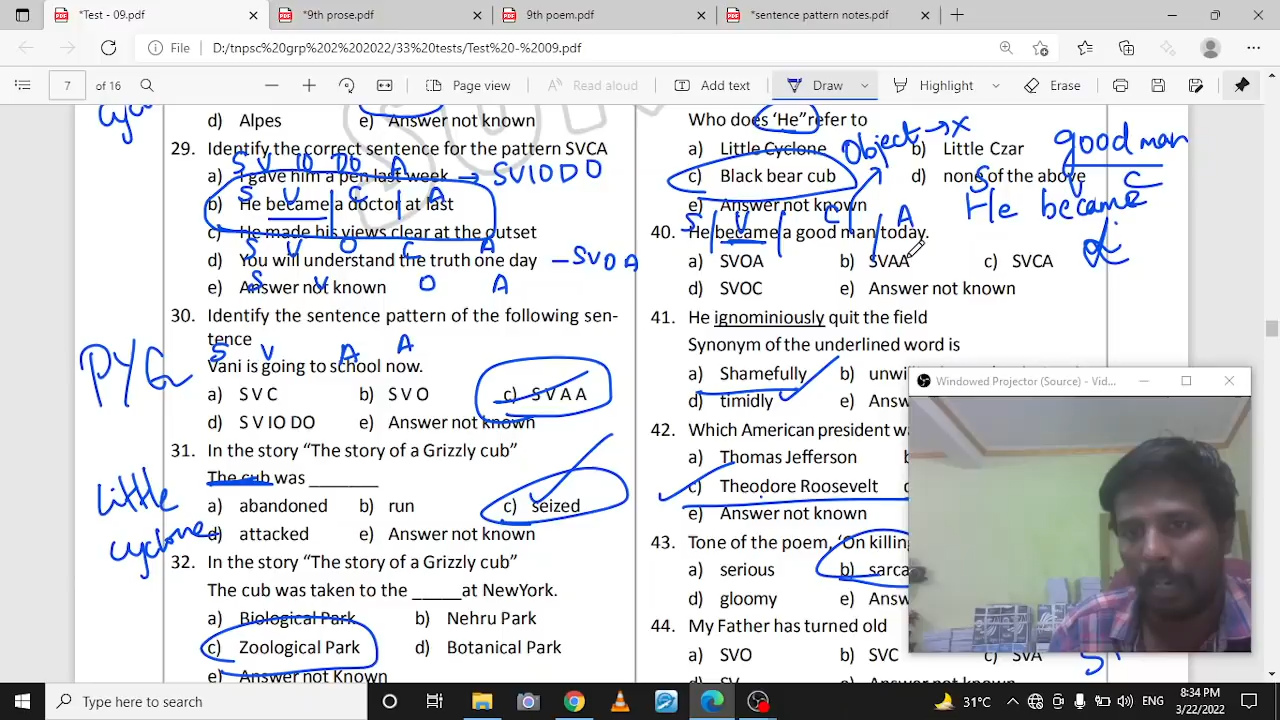 *Test - 09.pdf
*9th prose.pdf
9th poem.pdf
*sentence pattern notes.pdf
File
D:/tnpsc%20grp%202%202022/33%20tests/Test%20-%2009.pdf
7 of 16
Page view
Read aloud
Add text
Draw
Highlight
Erase
d) Alpes e) Answer not known
29. Identify the correct sentence for the pattern SVCA
S V IO DO A
a) I gave him a pen last week → SVIODO
S V C A
b) He became a doctor at last
c) He made his views clear at the outset
S V O C A
d) You will understand the truth one day - SVOA
S V O A
e) Answer not known
30. Identify the sentence pattern of the following sen-
tence
S V A A
Vani is going to school now.
PYQ
a) S V C b) S V O c) S V A A
d) S V IO DO e) Answer not known
31. In the story “The story of a Grizzly cub”
The cub was _______
Little cyclone
a) abandoned b) run c) seized
d) attacked e) Answer not known
32. In the story “The story of a Grizzly cub”
The cub was taken to the _____at NewYork.
a) Biological Park b) Nehru Park
c) Zoological Park d) Botanical Park
e) Answer not Known
Who does ‘He” refer to
a) Little Cyclone b) Little Czar
Object → X
good man
c) Black bear cub d) none of the above
C
e) Answer not known
S
He became
S V C A
40. He became a good man today.
a) SVOA b) SVAA c) SVCA
d) SVOC e) Answer not known
41. He ignominiously quit the field
Synonym of the underlined word is
a) Shamefully b)
d) timidly e)
42. Which American president
a) Thomas Jefferson
c) Theodore Roosevelt
e) Answer not known
43. Tone of the poem, ‘On
a) serious b)
d) gloomy e)
44. My Father has turned old
a) SVO b) SVC c) SVA
d) SV e) Answer not known
Windowed Projector (Source) - Vid...
Type here to search
31°C
ENG
8:34 PM
3/22/2022